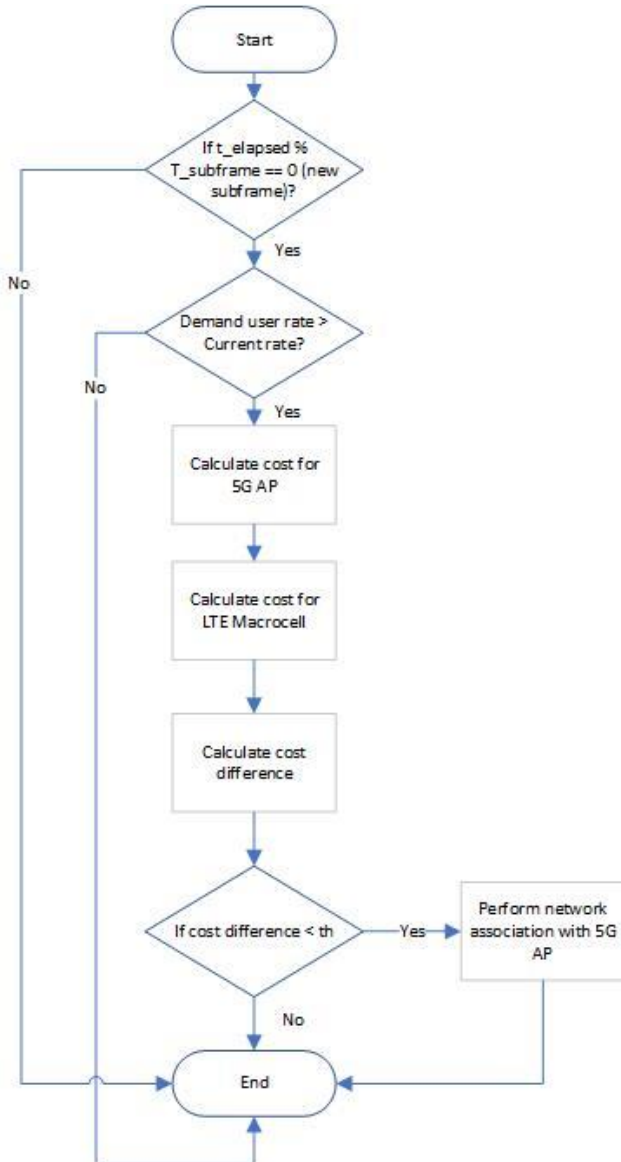 Start
If t_elapsed %
T_subframe == 0 (new
subframe)?
Yes
No
Demand user rate >
Current rate?
No
Yes
Calculate cost for
5G AP
Calculate cost for
LTE Macrocell
Calculate cost
difference
If cost difference < th
Yes
Perform network
association with 5G
AP
No
End